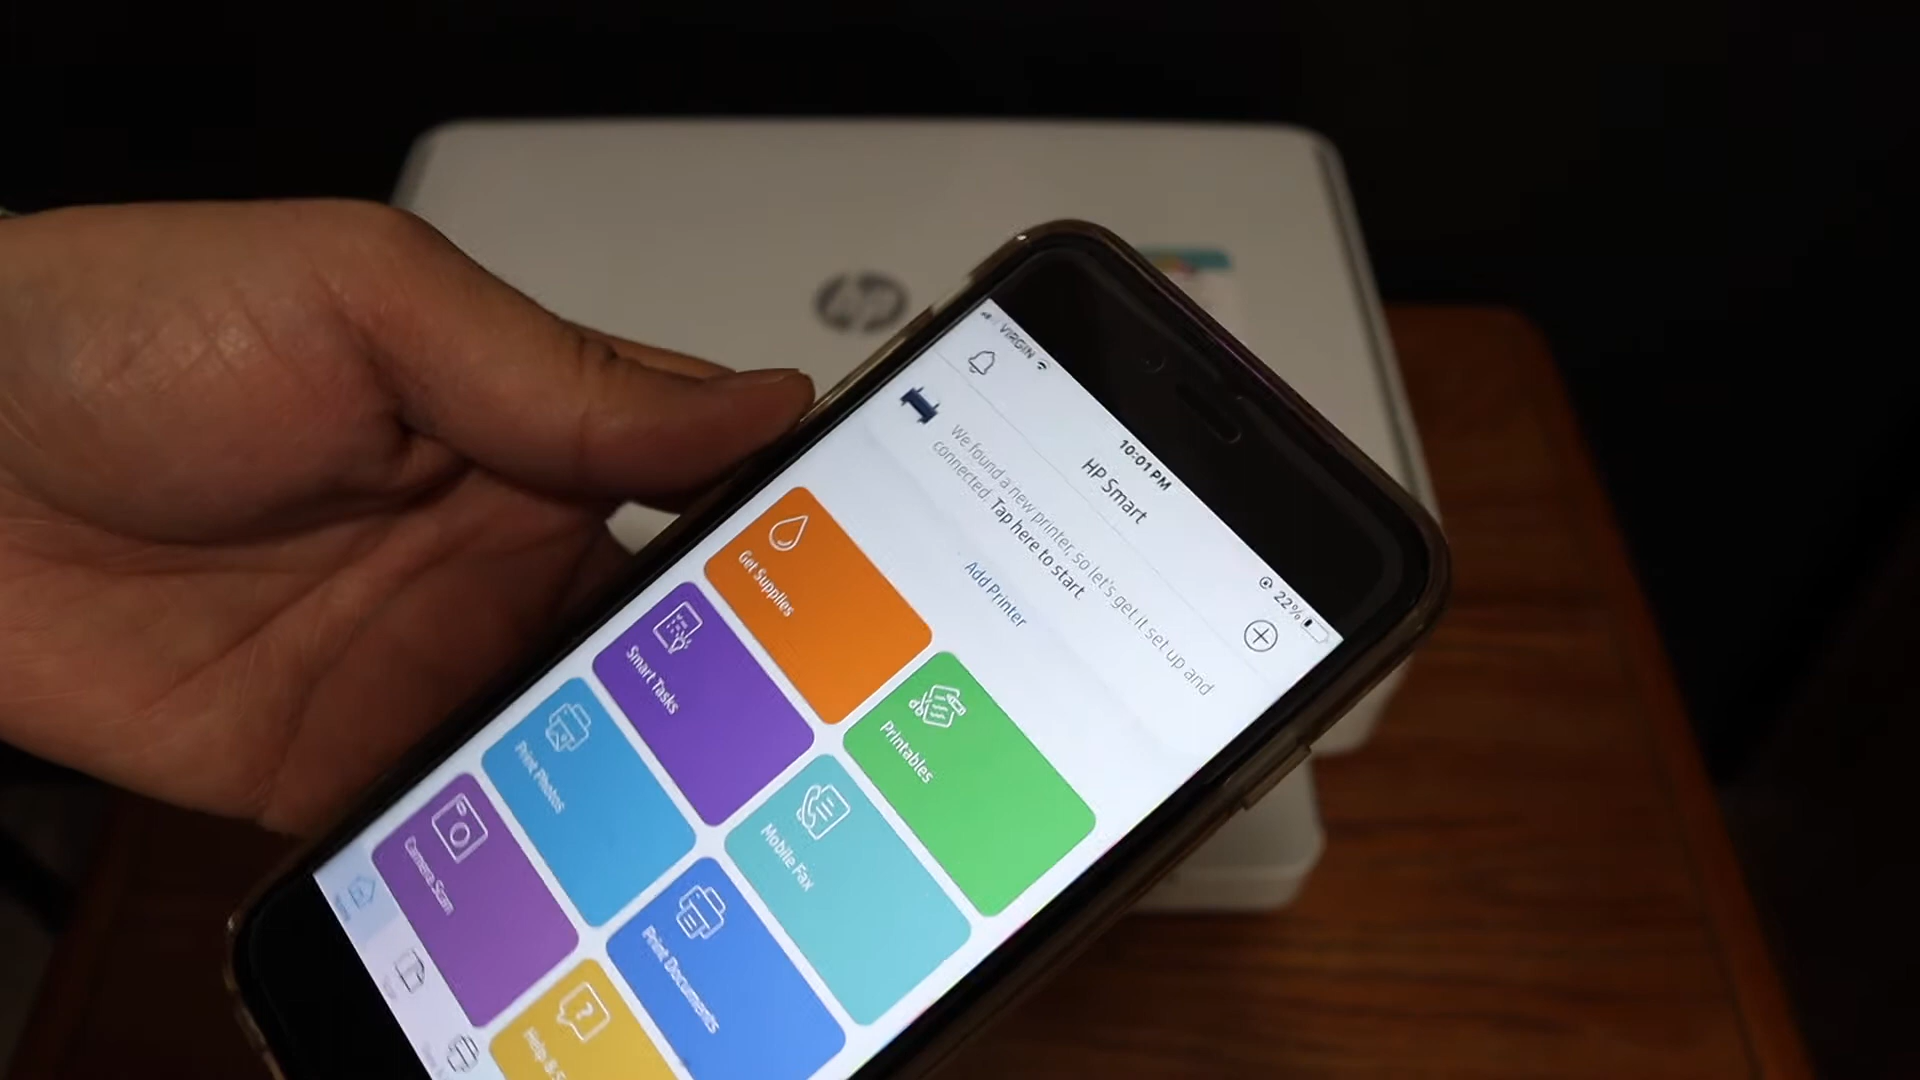 VIRGIN
10:01 PM
22%
HP Smart
We found a new printer, so let's get it set up and
connected. Tap here to start.
Add Printer
Get Supplies
Printables
Smart Tasks
Mobile Fax
Print Photos
Print Documents
Camera Scan
Help & S
hp